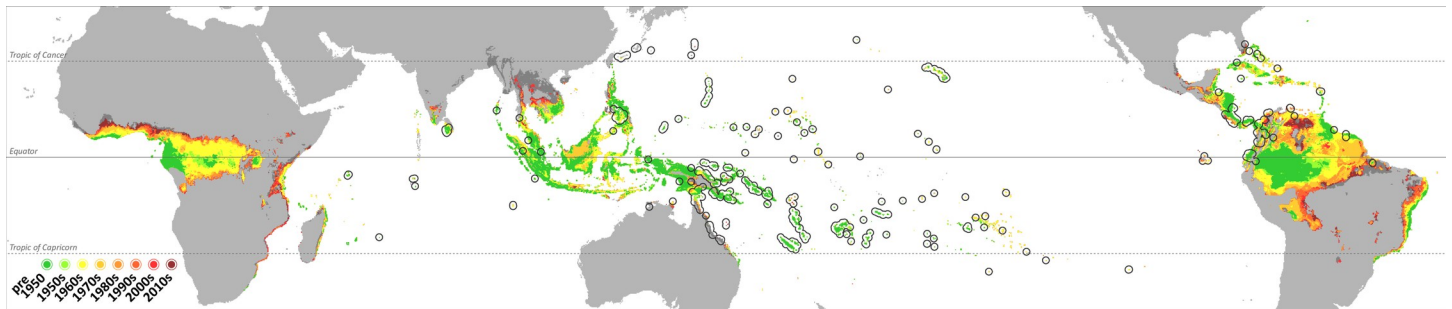 Tropic of Cancer
Equator
Tropic of Capricorn
pre 1950
1950s
1960s
1970s
1980s
1990s
2000s
2010s